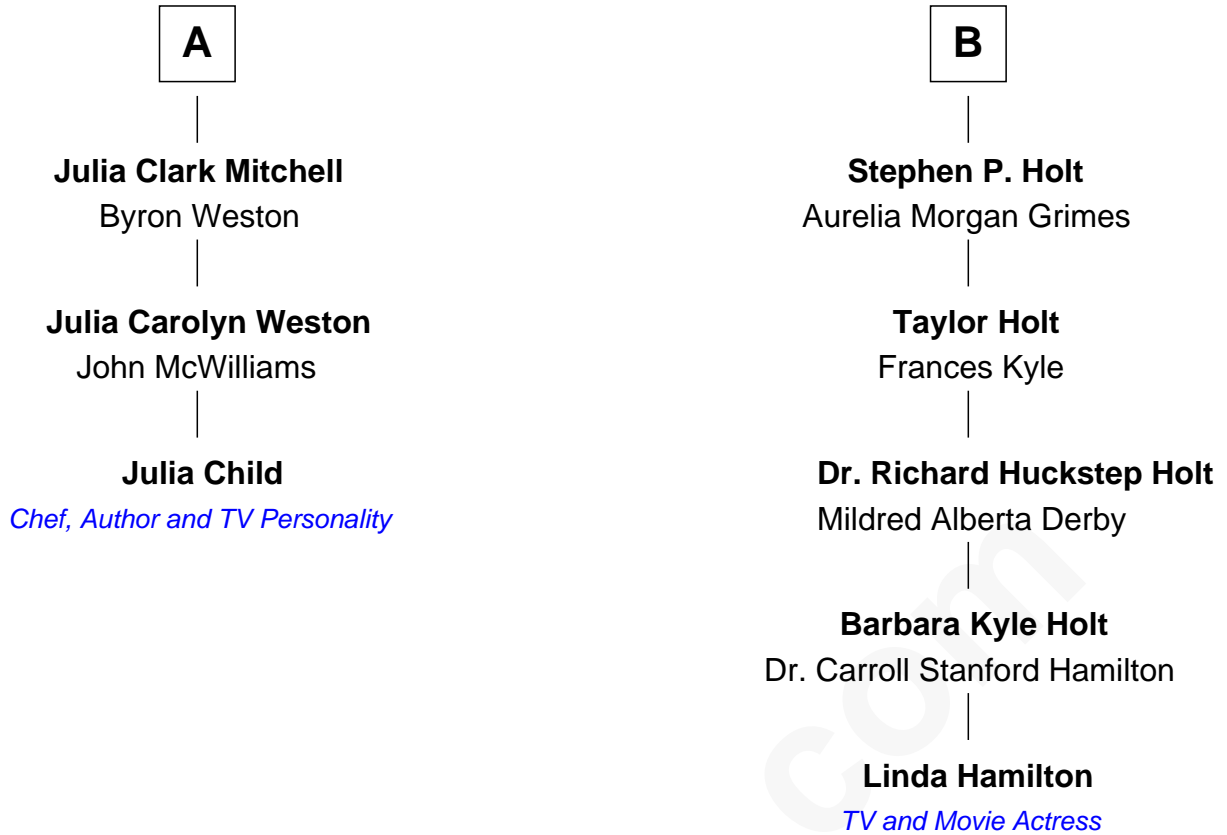 A
Julia Clark Mitchell
Byron Weston
Julia Carolyn Weston
John McWilliams
Julia Child
Chef, Author and TV Personality
B
Stephen P. Holt
Aurelia Morgan Grimes
Taylor Holt
Frances Kyle
Dr. Richard Huckstep Holt
Mildred Alberta Derby
Barbara Kyle Holt
Dr. Carroll Stanford Hamilton
Linda Hamilton
TV and Movie Actress
com